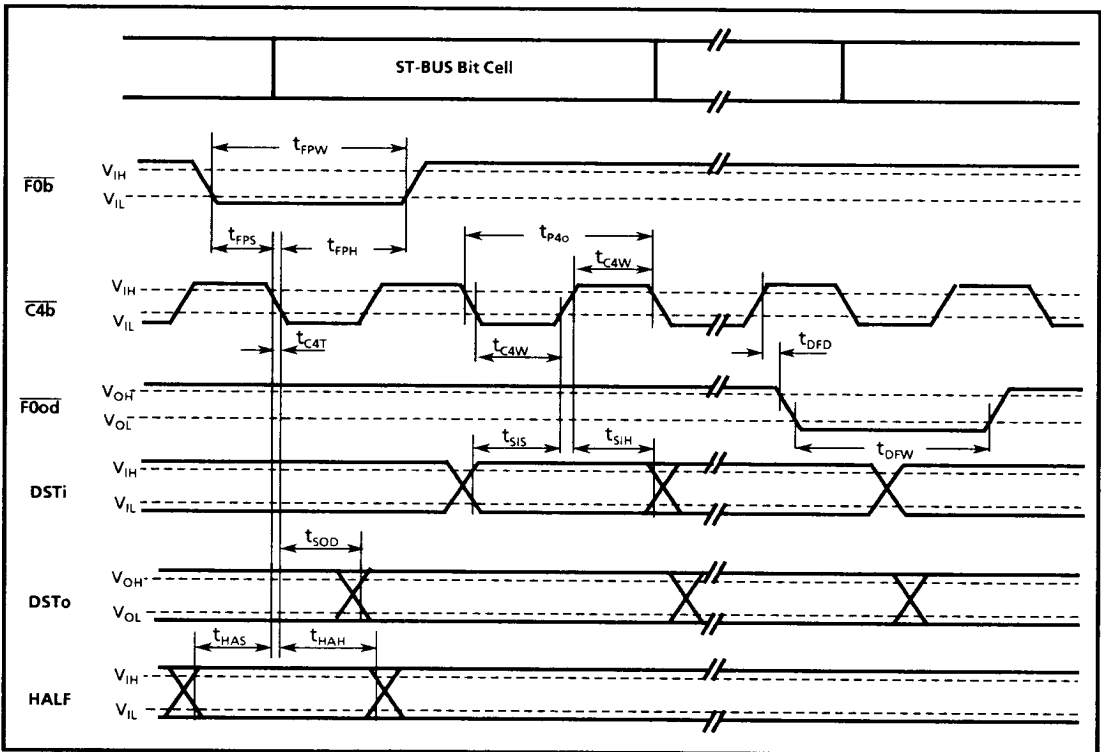 ST-BUS Bit Cell
tFPW
F0b
VIH
VIL
tFPS
tFPH
tP4o
tC4W
C4b
VIH
VIL
tC4T
tC4W
tDFD
F0od
VOH
VOL
tSIS
tSIH
tDFW
DSTi
VIH
VIL
tSOD
DSTo
VOH
VOL
tHAS
tHAH
HALF
VIH
VIL